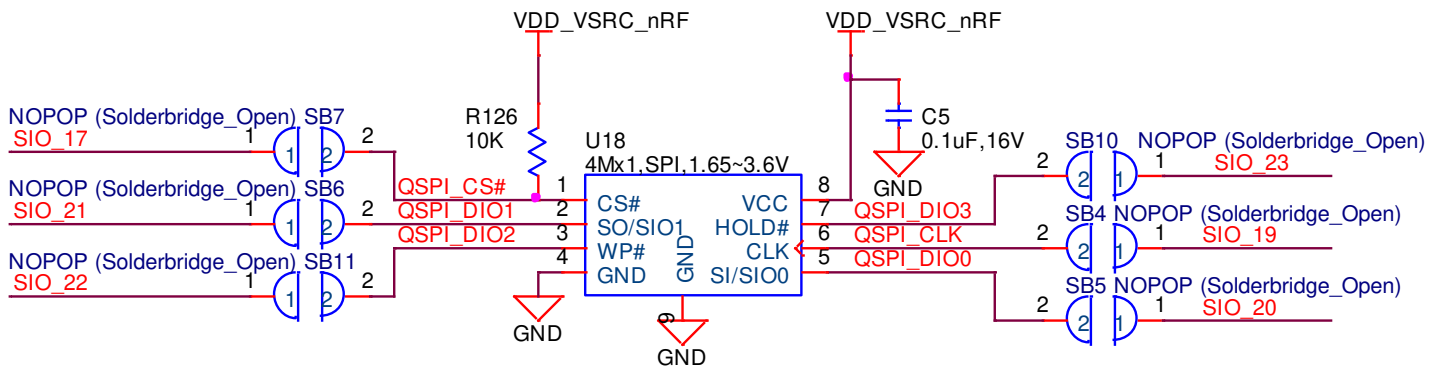 VDD_VSRC_nRF
VDD_VSRC_nRF
NOPOP (Solderbridge_Open) SB7
SIO_17
1
1
2
2
R126
10K
U18
4Mx1,SPI,1.65~3.6V
C5
0.1uF,16V
GND
SB10
NOPOP (Solderbridge_Open)
2
2
1
1
SIO_23
NOPOP (Solderbridge_Open) SB6
SIO_21
1
1
2
2
QSPI_CS#
1
CS#
VCC
8
QSPI_DIO1
2
SO/SIO1
HOLD#
7
QSPI_DIO3
SB4 NOPOP (Solderbridge_Open)
2
2
1
1
SIO_19
QSPI_DIO2
3
WP#
CLK
6
QSPI_CLK
NOPOP (Solderbridge_Open) SB11
SIO_22
1
1
2
2
4
GND
GND
SI/SIO0
5
QSPI_DIO0
SB5 NOPOP (Solderbridge_Open)
2
2
1
1
SIO_20
GND
9
GND